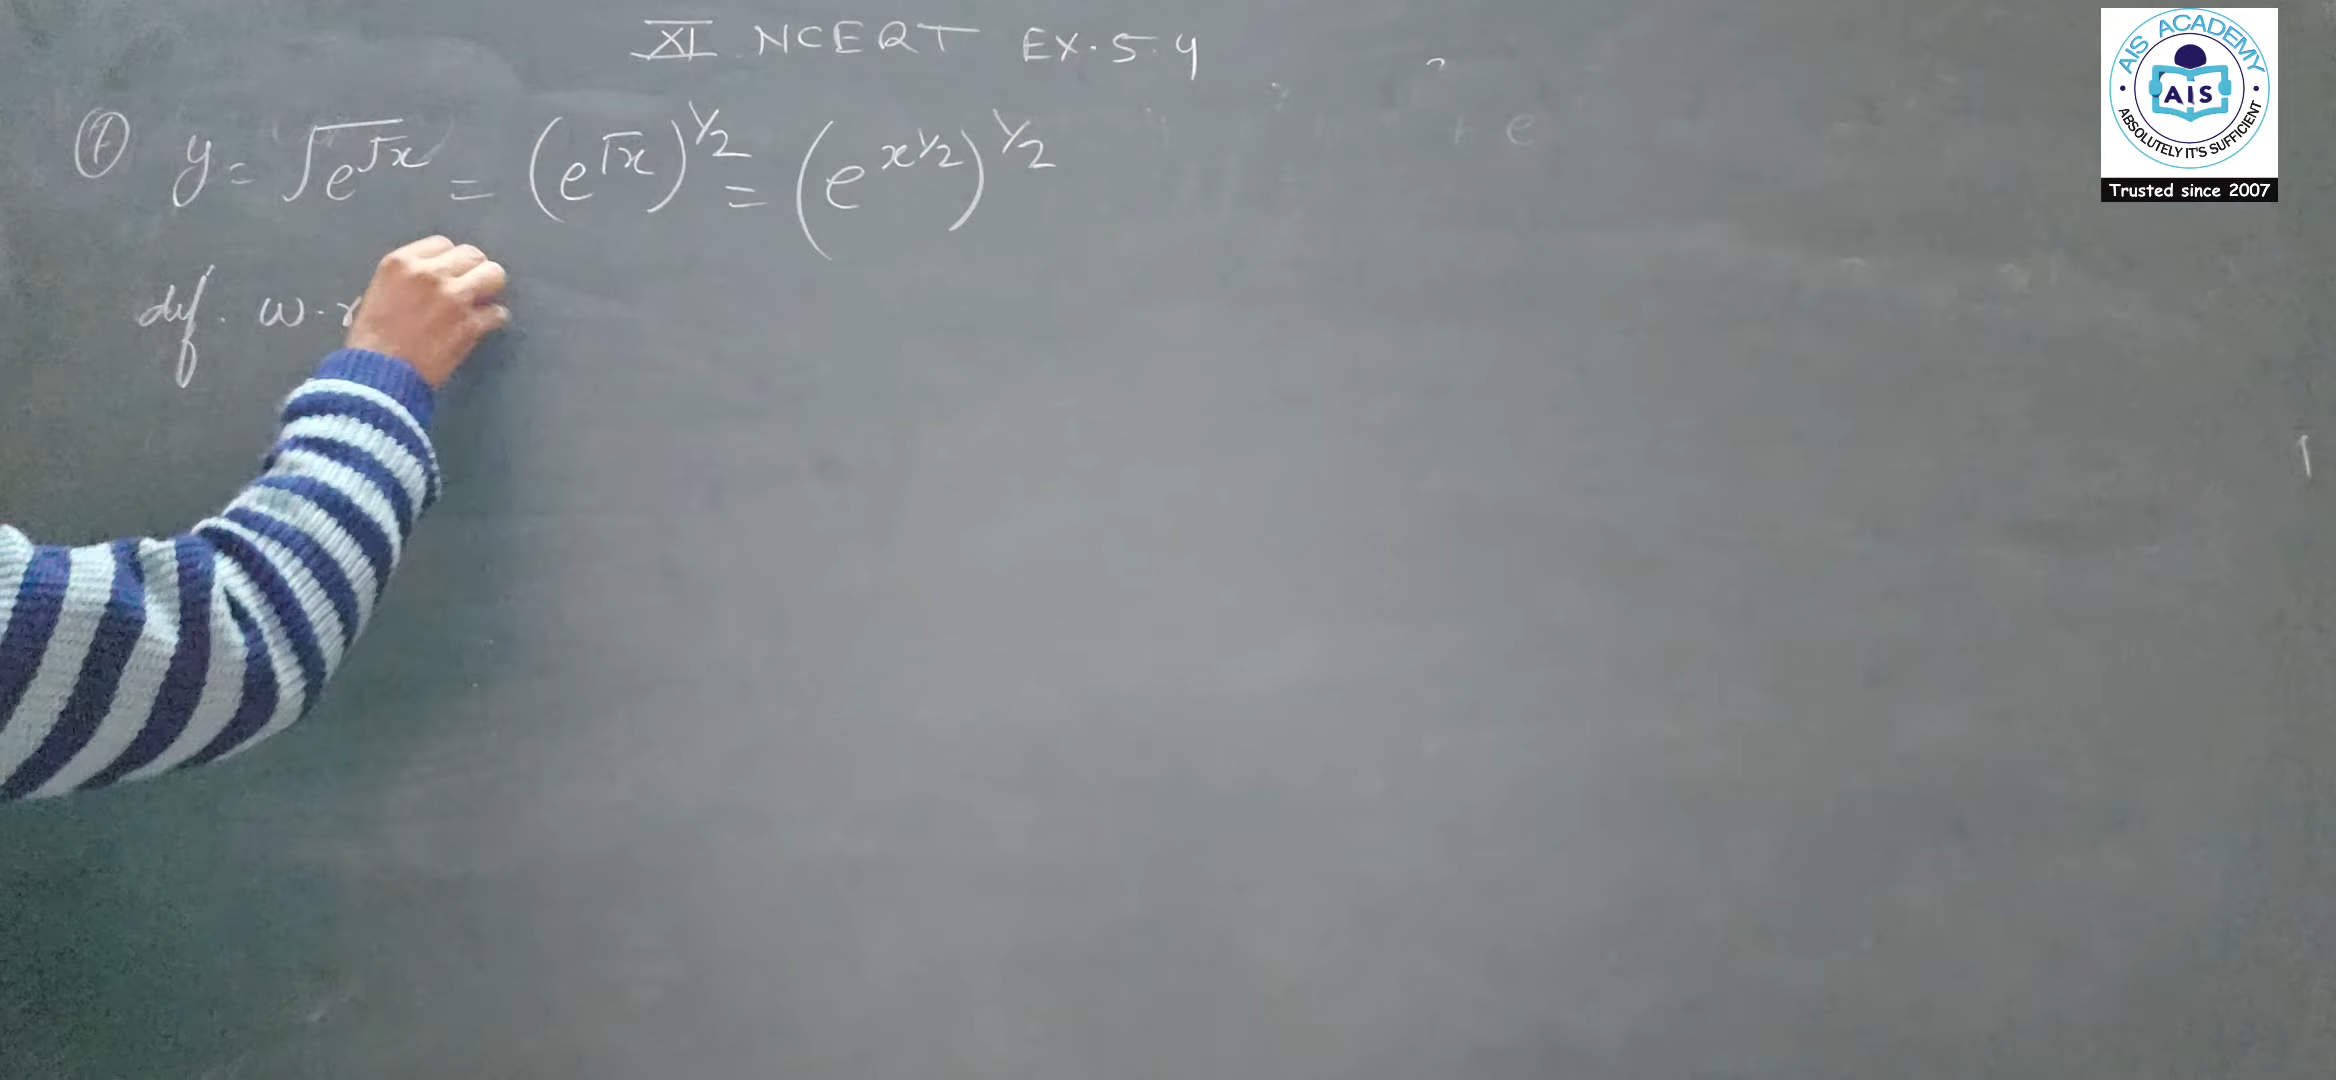 XI NCERT EX. 5.4
① y = √e^√x = (e^√x)^1/2 = (e^x^1/2)^1/2
dif. w.r
+ e
AIS ACADEMY
AIS
ABSOLUTELY IT'S SUFFICIENT
Trusted since 2007